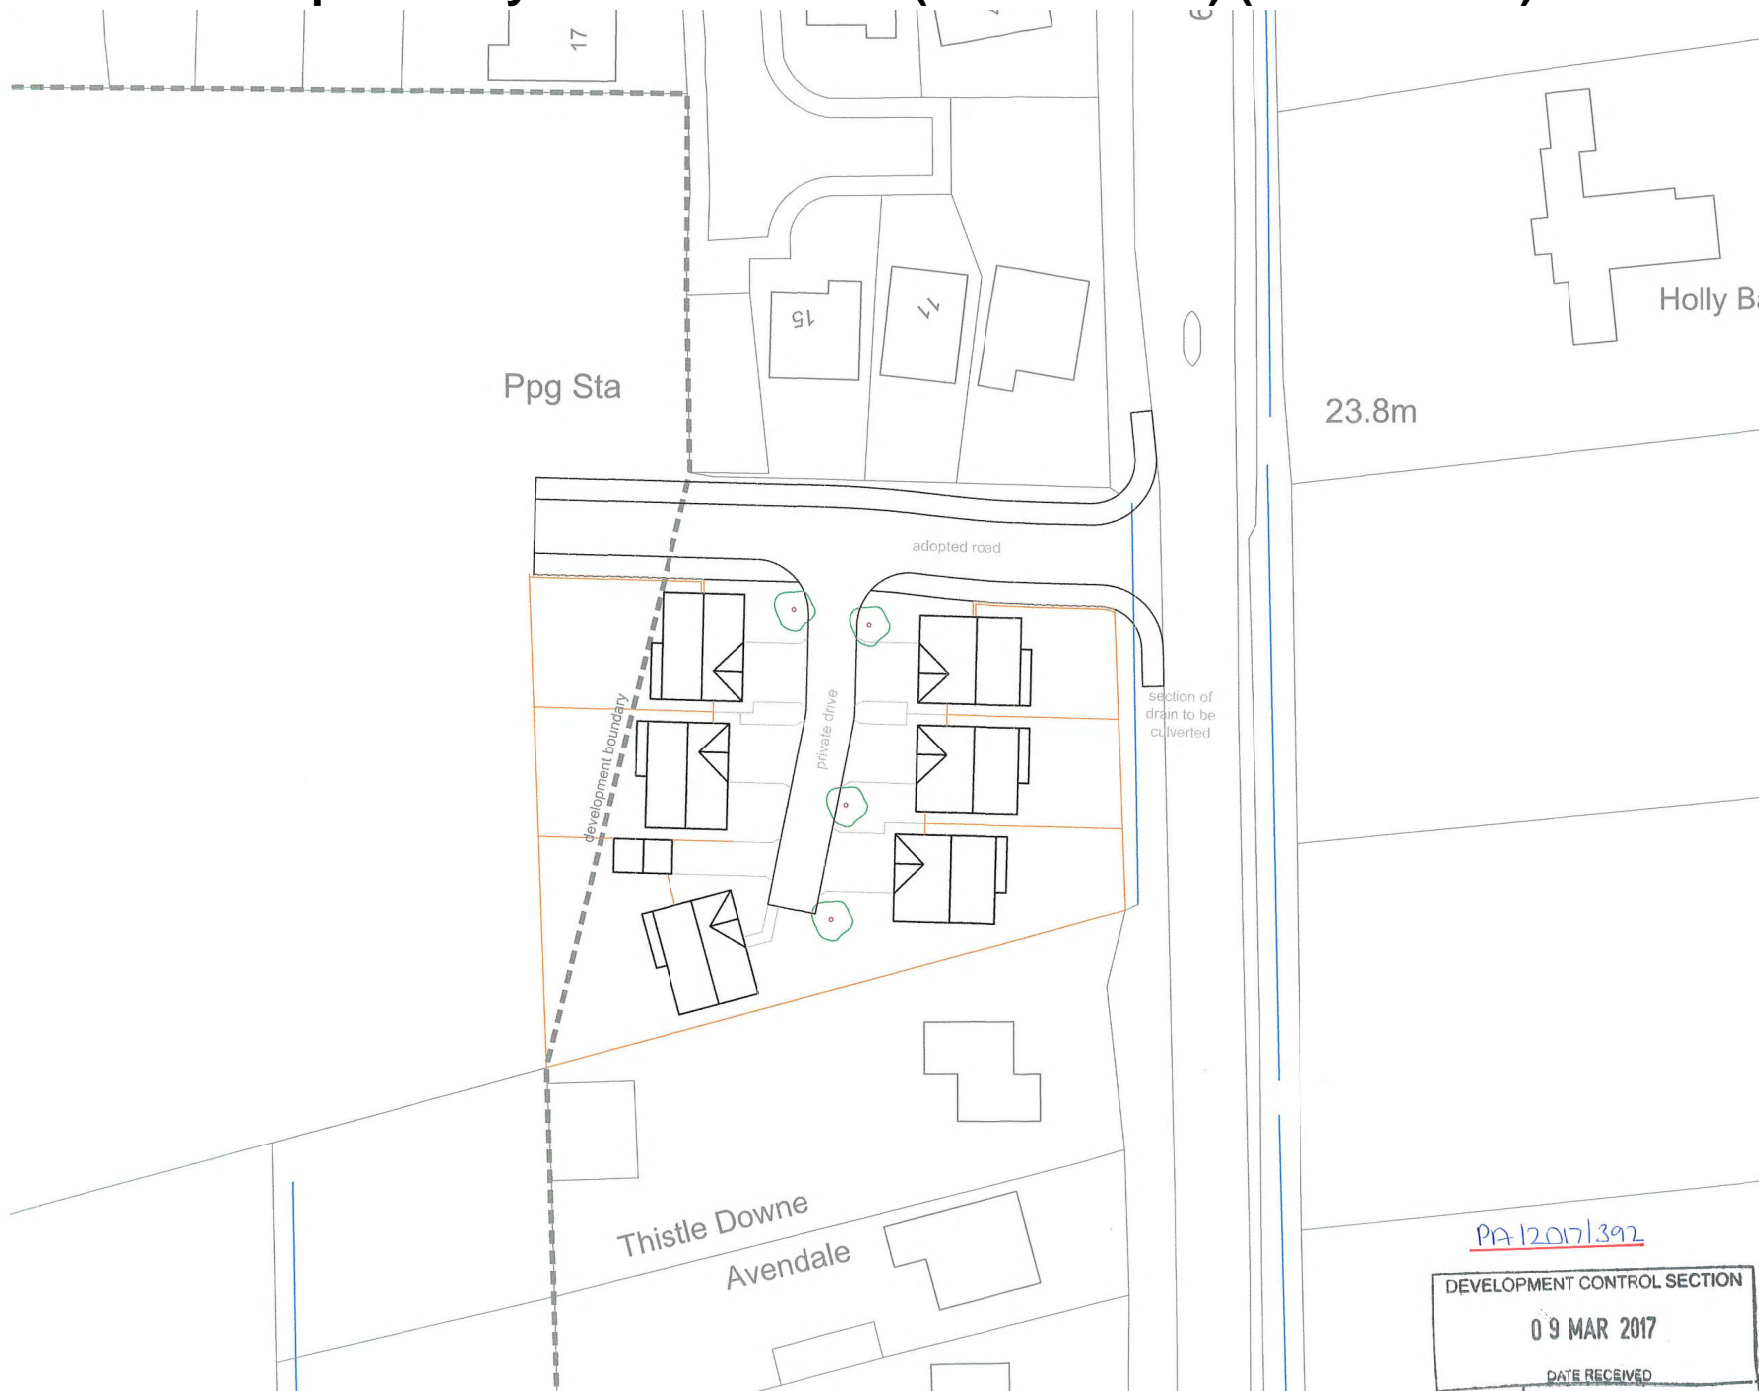 17
15
11
Ppg Sta
Holly Ba
23.8m
adopted road
section of
drain to be
culverted
private drive
development boundary
Thistle Downe
Avendale
PA/2017/392
DEVELOPMENT CONTROL SECTION
09 MAR 2017
DATE RECEIVED